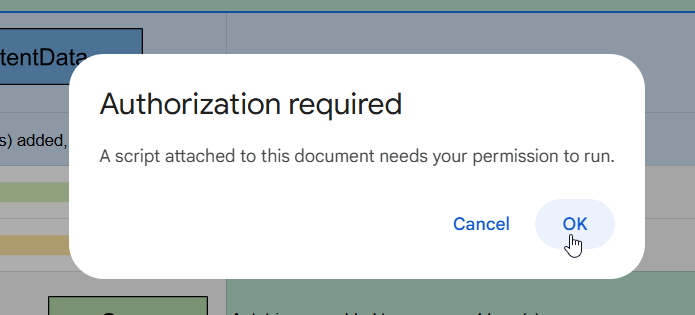 tentData
Authorization required
s) added,
A script attached to this document needs your permission to run.
Cancel
OK